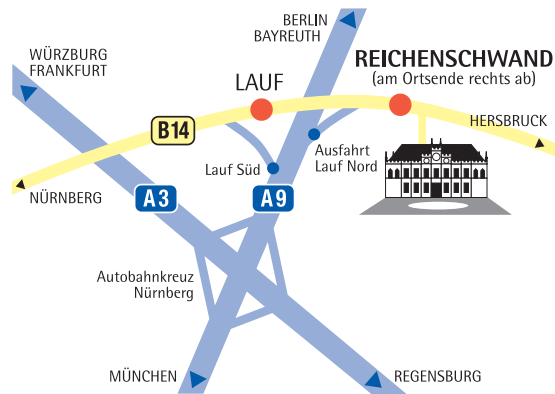 BERLIN
BAYREUTH
WÜRZBURG
FRANKFURT
REICHENSCHWAND
(am Ortsende rechts ab)
LAUF
HERSBRUCK
B14
Ausfahrt
Lauf Nord
Lauf Süd
NÜRNBERG
A3
A9
Autobahnkreuz
Nürnberg
MÜNCHEN
REGENSBURG